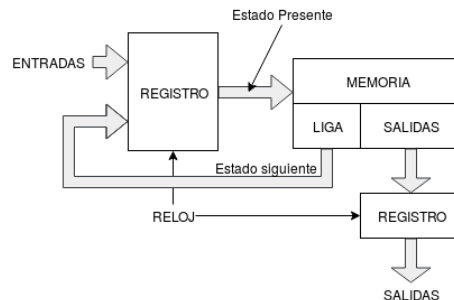 Estado Presente
ENTRADAS
REGISTRO
MEMORIA
LIGA
SALIDAS
Estado siguiente
RELOJ
REGISTRO
SALIDAS